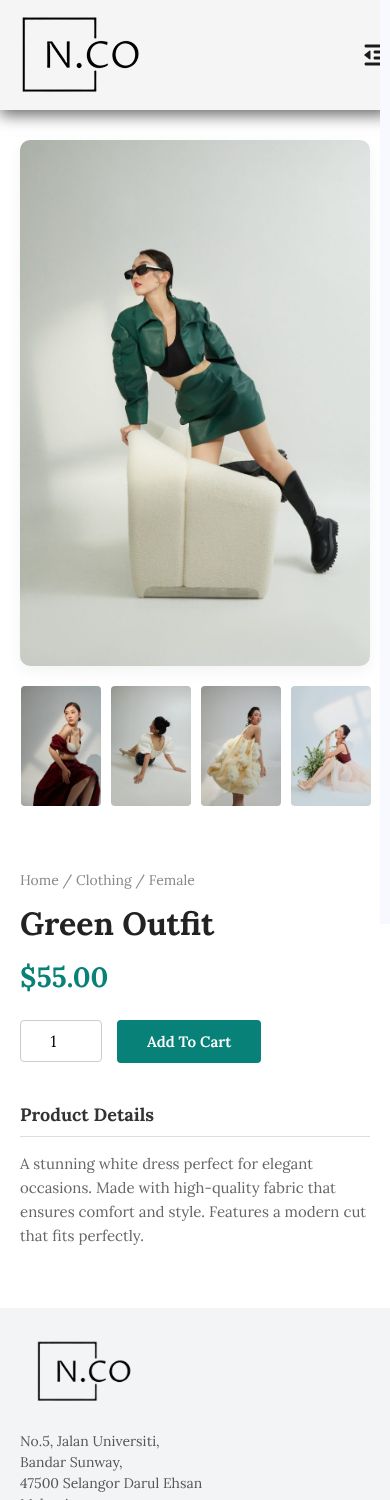 N.CO
Home / Clothing / Female
Green Outfit
$55.00
1
Add To Cart
Product Details
A stunning white dress perfect for elegant
occasions. Made with high-quality fabric that
ensures comfort and style. Features a modern cut
that fits perfectly.
N.CO
No.5, Jalan Universiti,
Bandar Sunway,
47500 Selangor Darul Ehsan